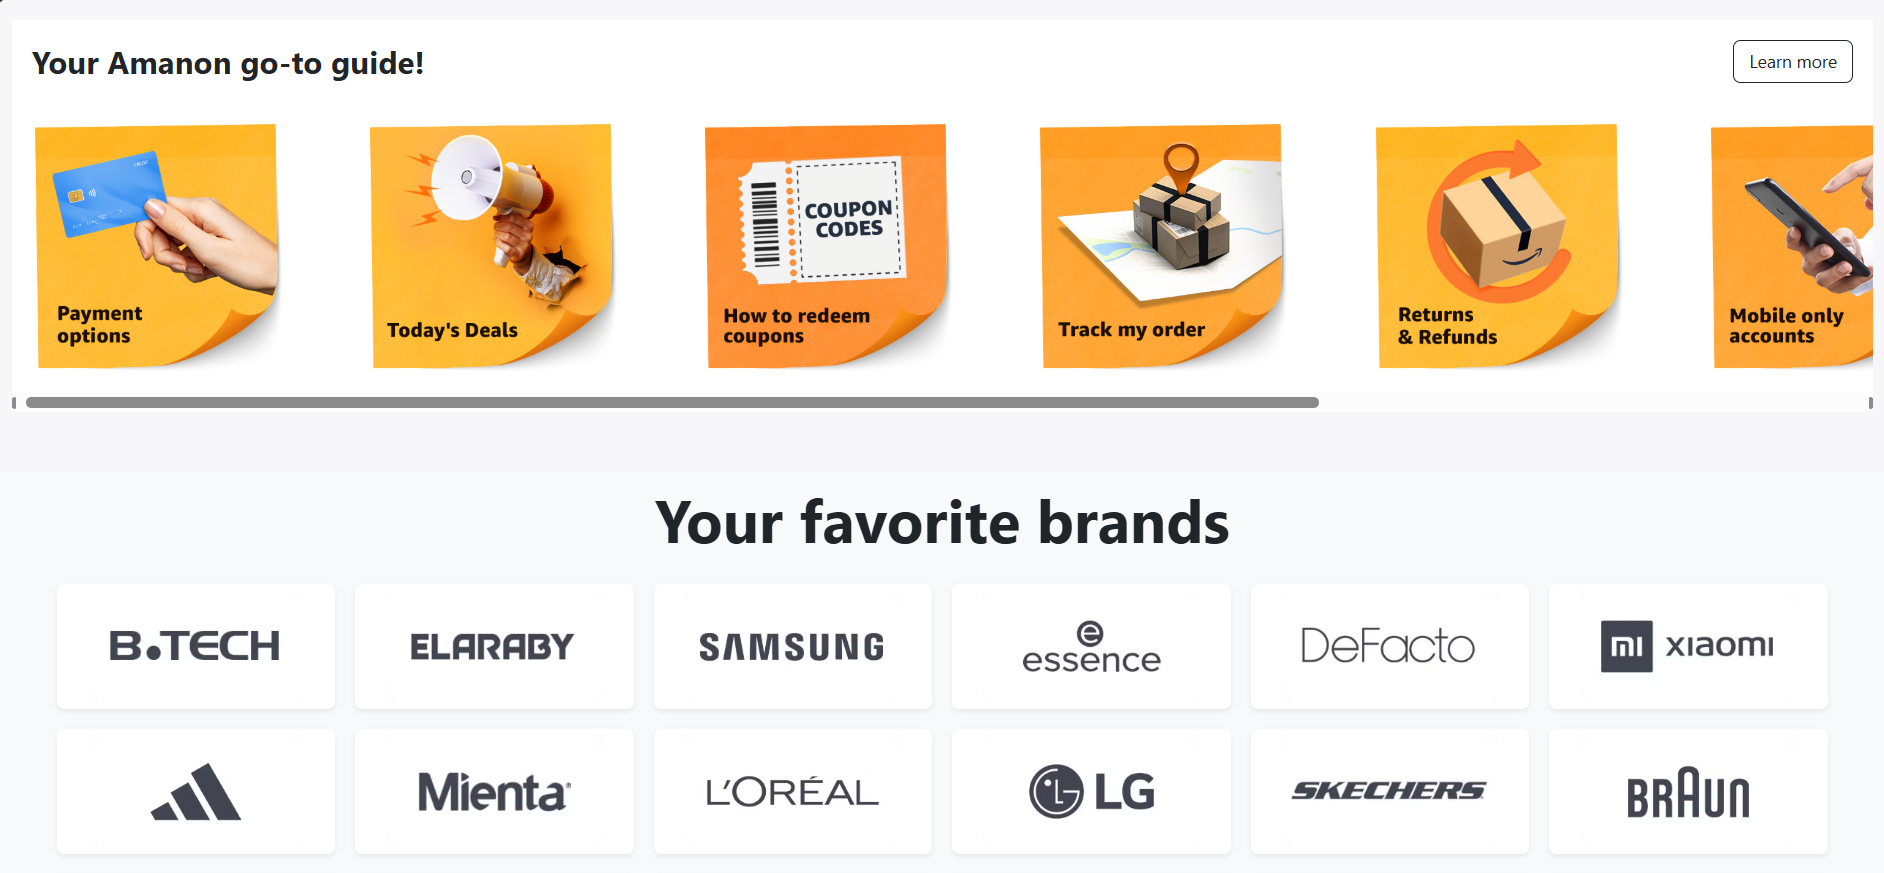 Your Amanon go-to guide!
Learn more
COUPON
CODES
Payment
options
Today's Deals
How to redeem
coupons
Track my order
Returns
& Refunds
Mobile only
accounts
Your favorite brands
B.TECH
ELARABY
SAMSUNG
e
essence
DeFacto
mi xiaomi
Mienta
L'ORÉAL
LG LG
SKECHERS
BRAUN